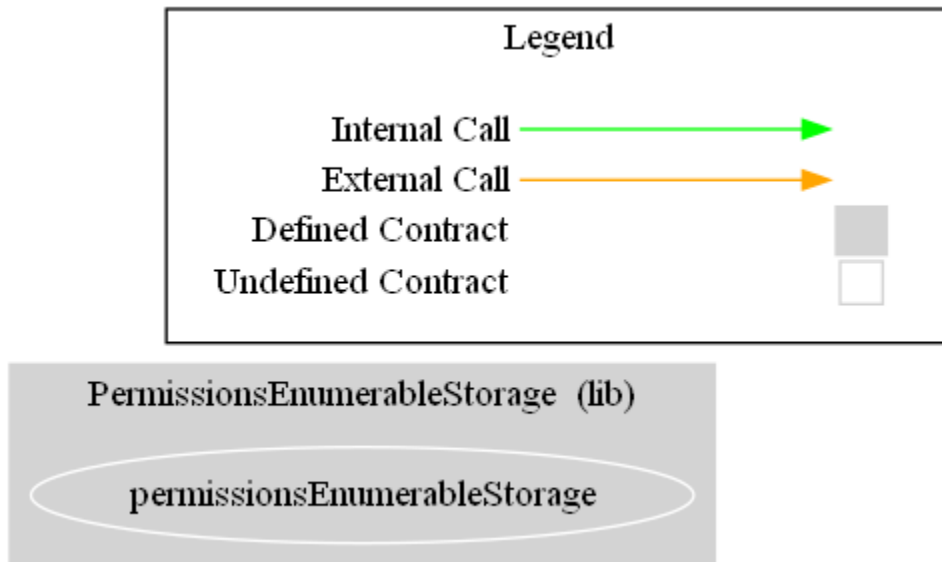 Legend
Internal Call
External Call
Defined Contract
Undefined Contract
PermissionsEnumerableStorage (lib)
permissionsEnumerableStorage